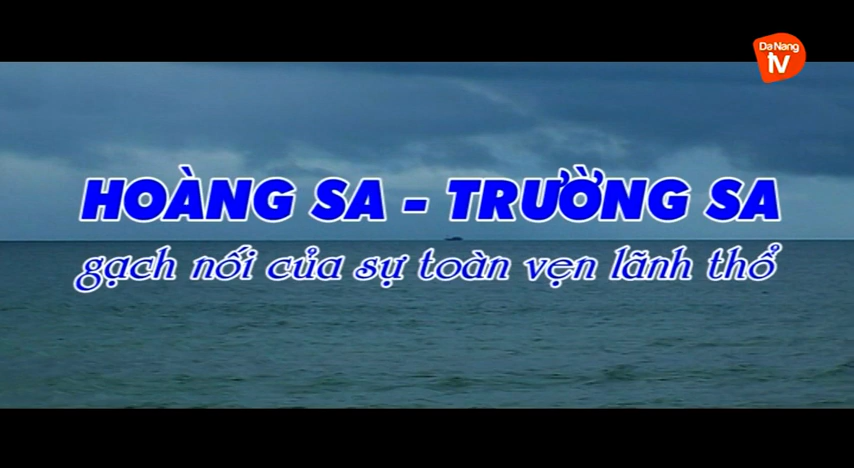 Da Nang
TV
HOÀNG SA - TRƯỜNG SA
gạch nối của sự toàn vẹn lãnh thổ